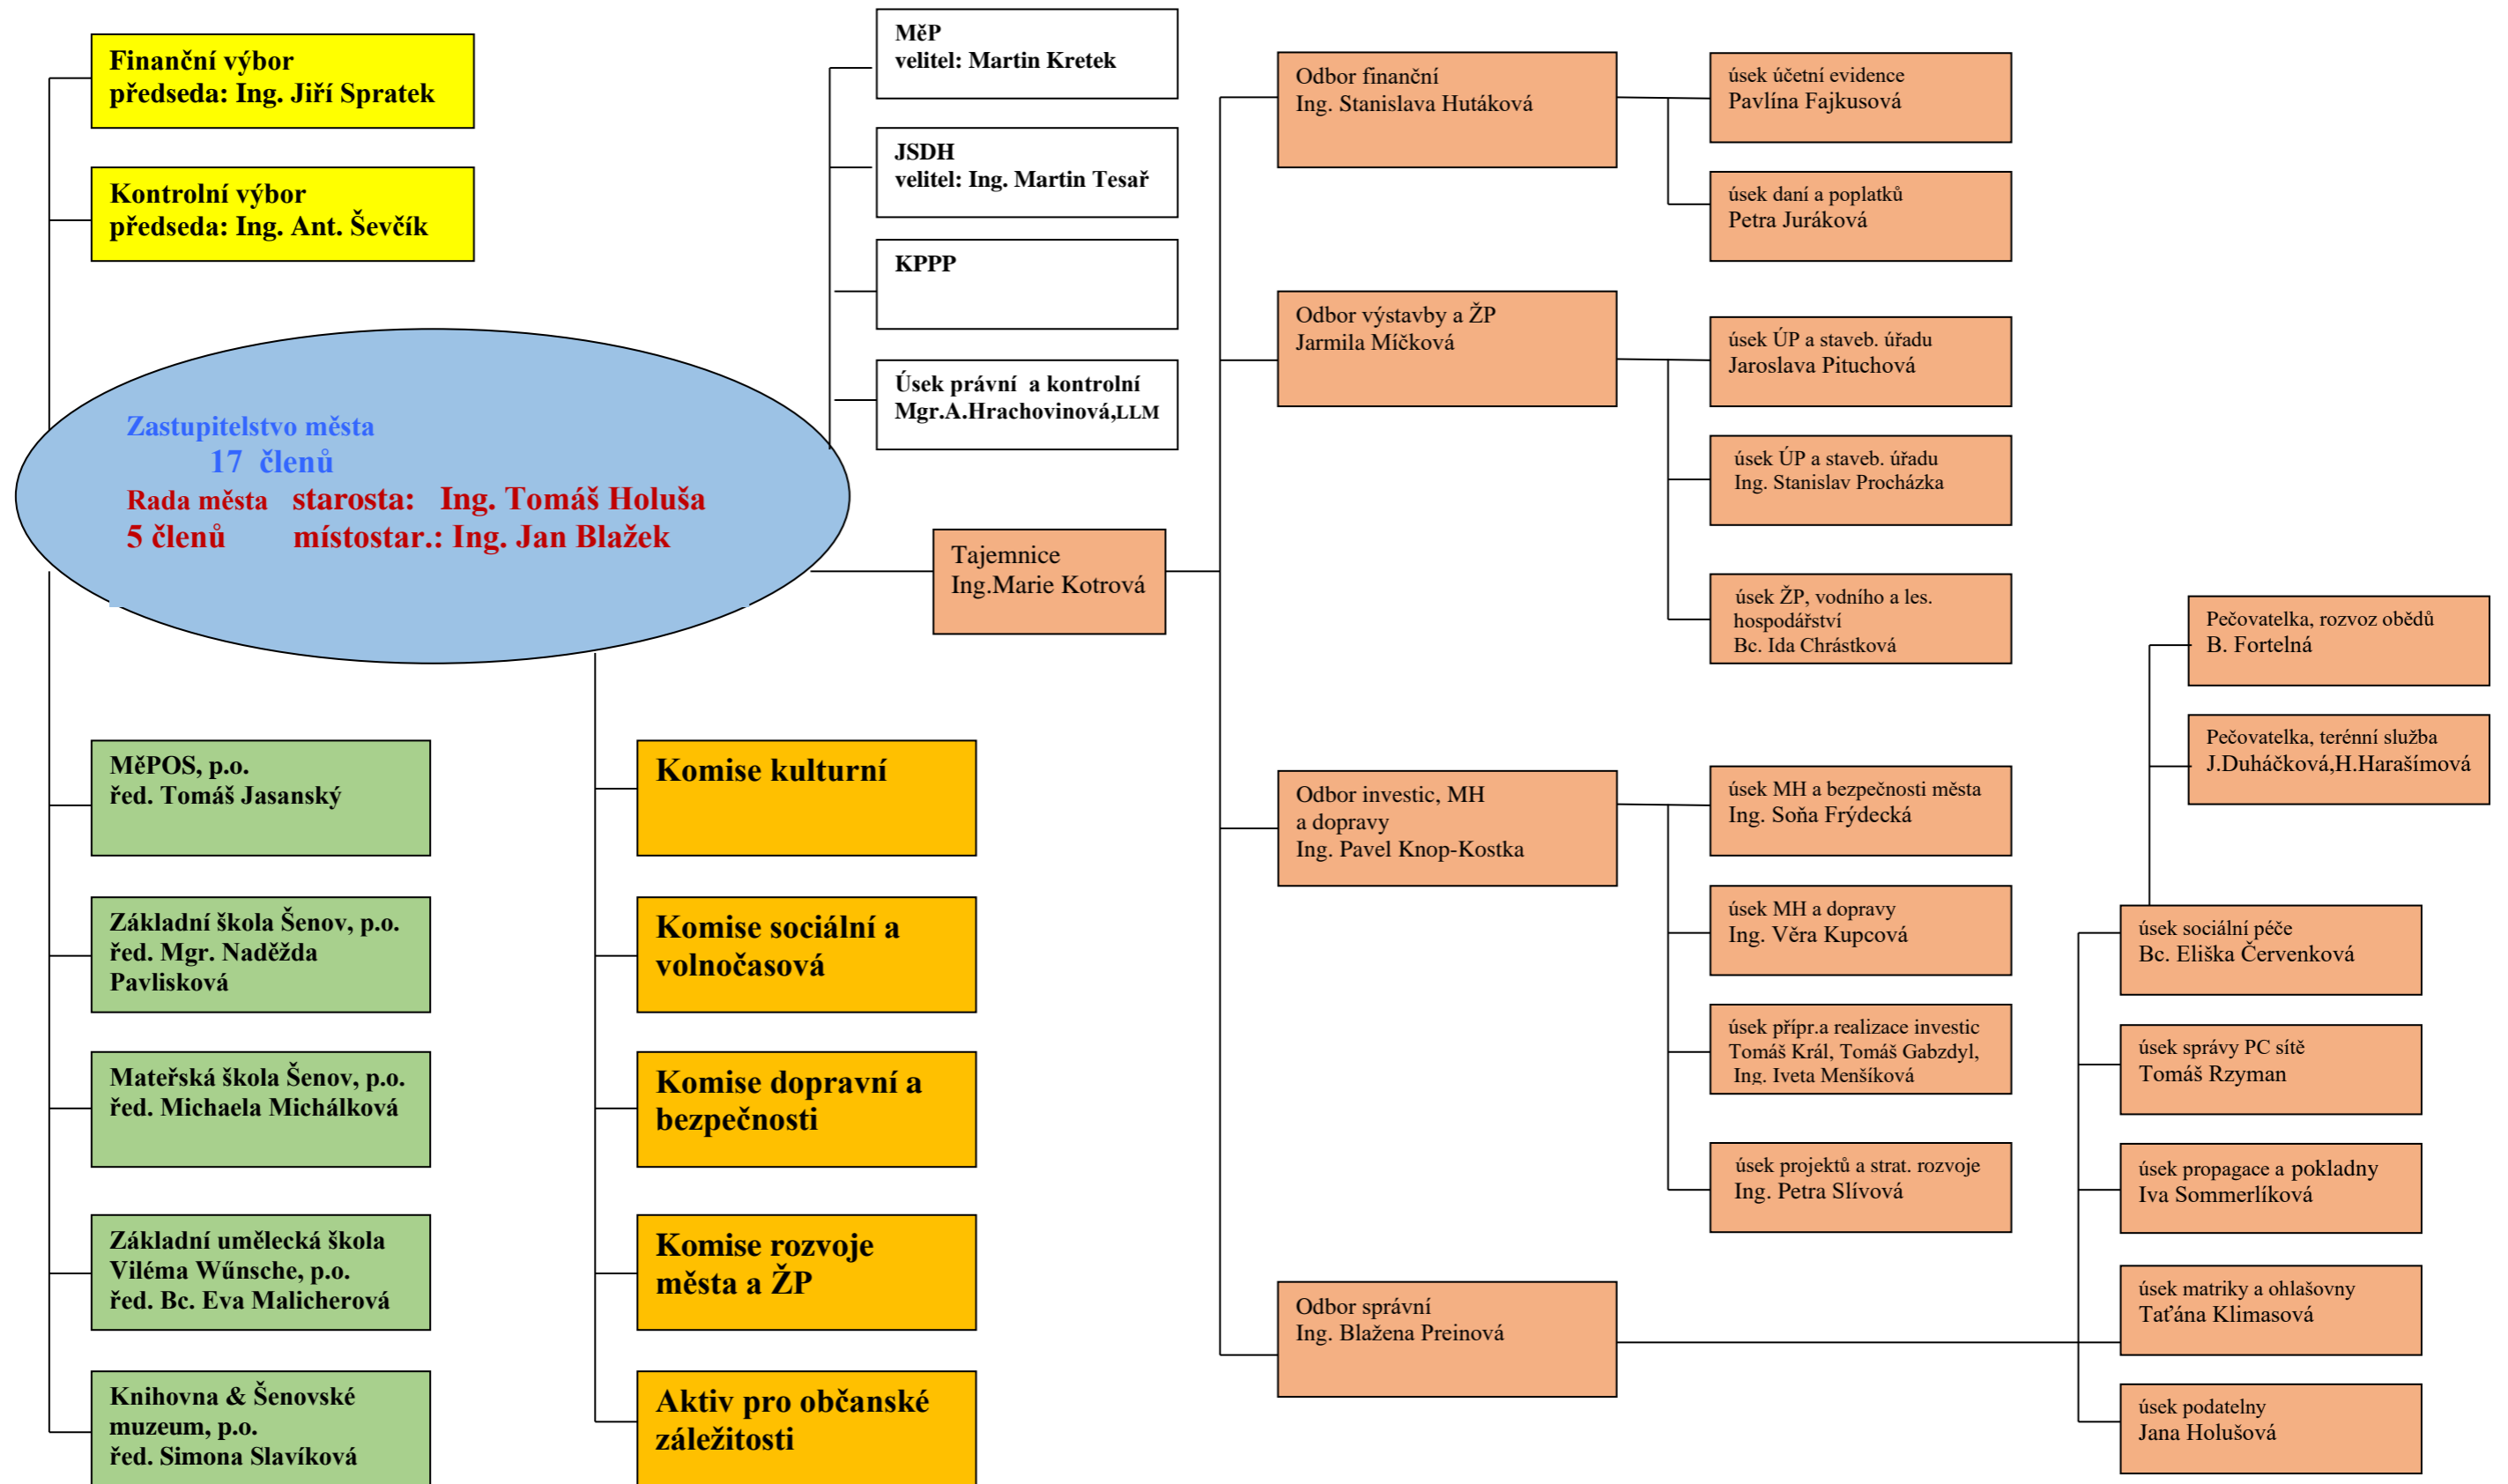 Finanční výbor
předseda: Ing. Jiří Spratek
Kontrolní výbor
předseda: Ing. Ant. Ševčík
Zastupitelstvo města
17 členů
Rada města starosta: Ing. Tomáš Holuša
5 členů místostar.: Ing. Jan Blažek
MěPOS, p.o.
řed. Tomáš Jasanský
Základní škola Šenov, p.o.
řed. Mgr. Naděžda
Pavlisková
Mateřská škola Šenov, p.o.
řed. Michaela Michálková
Základní umělecká škola
Viléma Wűnsche, p.o.
řed. Bc. Eva Malicherová
Knihovna & Šenovské
muzeum, p.o.
řed. Simona Slavíková
Komise kulturní
Komise sociální a
volnočasová
Komise dopravní a
bezpečnosti
Komise rozvoje
města a ŽP
Aktiv pro občanské
záležitosti
MěP
velitel: Martin Kretek
JSDH
velitel: Ing. Martin Tesař
KPPP
Úsek právní a kontrolní
Mgr.A.Hrachovinová,LLM
Tajemnice
Ing.Marie Kotrová
Odbor finanční
Ing. Stanislava Hutáková
úsek účetní evidence
Pavlína Fajkusová
úsek daní a poplatků
Petra Juráková
Odbor výstavby a ŽP
Jarmila Míčková
úsek ÚP a staveb. úřadu
Jaroslava Pituchová
úsek ÚP a staveb. úřadu
Ing. Stanislav Procházka
úsek ŽP, vodního a les.
hospodářství
Bc. Ida Chrástková
Odbor investic, MH
a dopravy
Ing. Pavel Knop-Kostka
úsek MH a bezpečnosti města
Ing. Soňa Frýdecká
úsek MH a dopravy
Ing. Věra Kupcová
úsek přípr.a realizace investic
Tomáš Král, Tomáš Gabzdyl,
Ing. Iveta Menšíková
úsek projektů a strat. rozvoje
Ing. Petra Slívová
Odbor správní
Ing. Blažena Preinová
Pečovatelka, rozvoz obědů
B. Fortelná
Pečovatelka, terénní služba
J.Duháčková,H.Harašímová
úsek sociální péče
Bc. Eliška Červenková
úsek správy PC sítě
Tomáš Rzyman
úsek propagace a pokladny
Iva Sommerlíková
úsek matriky a ohlašovny
Taťána Klimasová
úsek podatelny
Jana Holušová